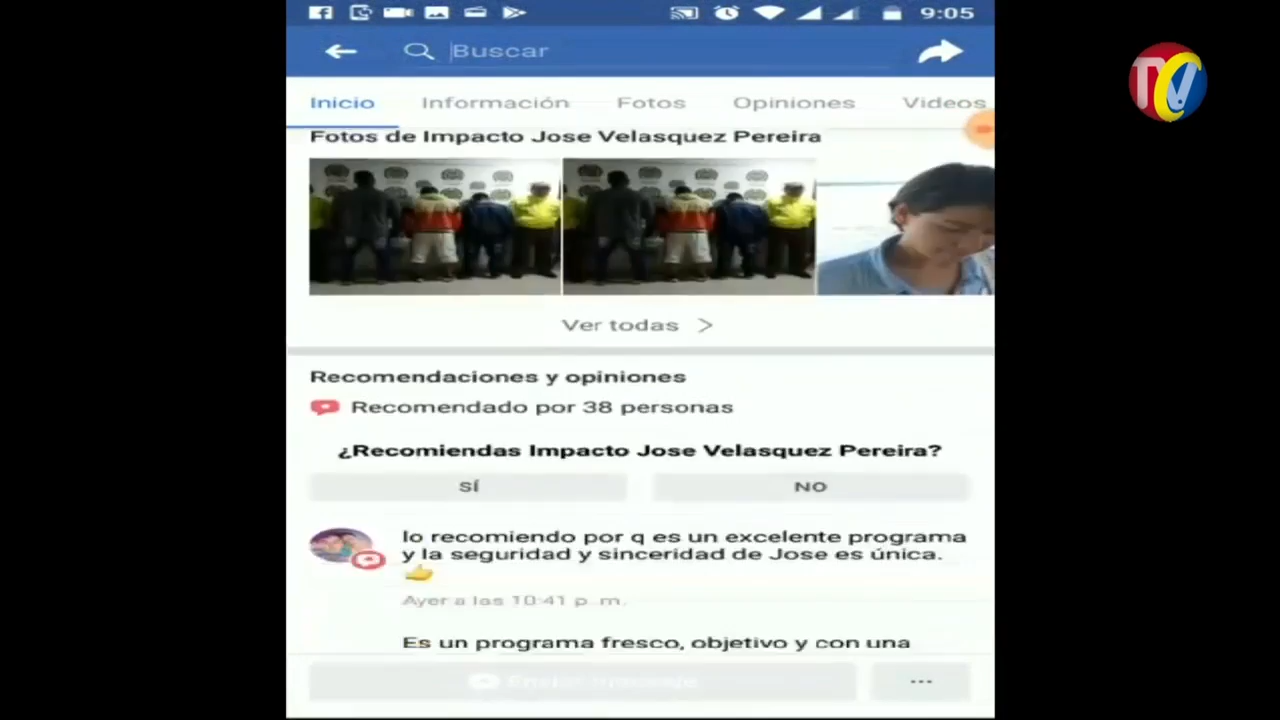 9:05
Buscar
Inicio Información Fotos Opiniones Videos
Fotos de Impacto Jose Velasquez Pereira
Ver todas
Recomendaciones y opiniones
Recomendado por 38 personas
¿Recomiendas Impacto Jose Velasquez Pereira?
SÍ NO
lo recomiendo por q es un excelente programa
y la seguridad y sinceridad de Jose es única.
👍
Ayer a las 10:41 p. m.
Es un programa fresco, objetivo y con una
Enviar mensaje
...